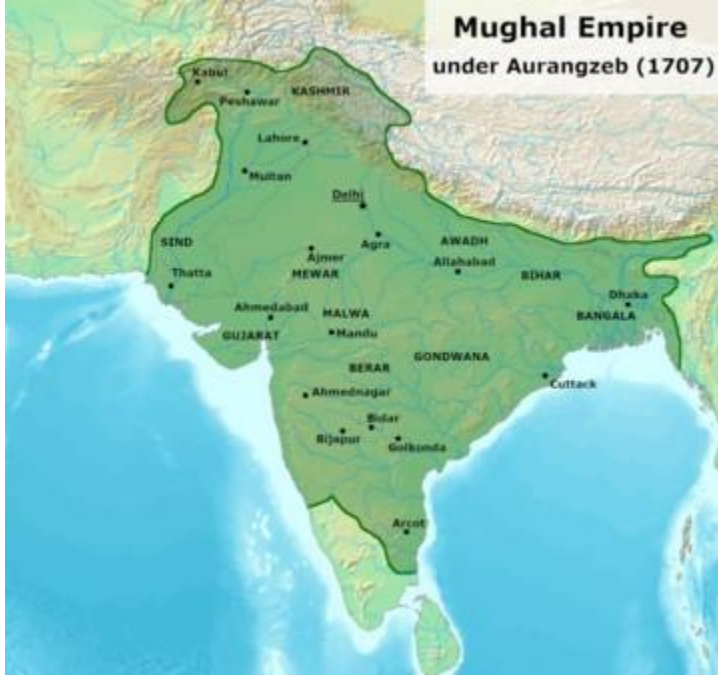 Mughal Empire
under Aurangzeb (1707)
Kabul
Peshawar
KASHMIR
Lahore
Multan
Delhi
SIND
Agra
AWADH
Ajmer
Allahabad
MEWAR
BIHAR
Thatta
Dhaka
Ahmedabad
MALWA
BANGALA
GUJARAT
Mandu
BERAR
GONDWANA
Cuttack
Ahmednagar
Bidar
Bijapur
Golkonda
Arcot